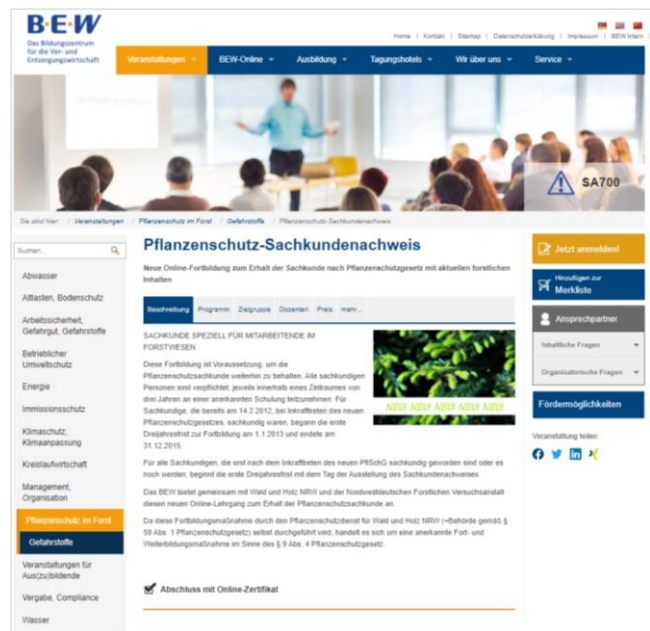 B·E·W
Das Bildungszentrum
für die Ver- und
Entsorgungswirtschaft
Home | Kontakt | Sitemap | Datenschutzerklärung | Impressum | BEW Intern
Veranstaltungen BEW-Online Ausbildung Tagungshotels Wir über uns Service
SA700
Sie sind hier: / Veranstaltungen / Pflanzenschutz im Forst / Gefahrstoffe / Pflanzenschutz-Sachkundenachweis
Suchen...
Abwasser
Altlasten, Bodenschutz
Arbeitssicherheit,
Gefahrgut, Gefahrstoffe
Betrieblicher
Umweltschutz
Energie
Immissionsschutz
Klimaschutz,
Klimaanpassung
Kreislaufwirtschaft
Management,
Organisation
Pflanzenschutz im Forst
Gefahrstoffe
Veranstaltungen für
Aus(zu)bildende
Vergabe, Compliance
Wasser
Pflanzenschutz-Sachkundenachweis
Neue Online-Fortbildung zum Erhalt der Sachkunde nach Pflanzenschutzgesetz mit aktuellen forstlichen
Inhalten
Beschreibung Programm Zielgruppe Dozenten Preis mehr...
SACHKUNDE SPEZIELL FÜR MITARBEITENDE IM
FORSTWESEN
Diese Fortbildung ist Voraussetzung, um die
Pflanzenschutzsachkunde weiterhin zu behalten. Alle sachkundigen
Personen sind verpflichtet, jeweils innerhalb eines Zeitraumes von
drei Jahren an einer anerkannten Schulung teilzunehmen. Für
Sachkundige, die bereits am 14.2.2012, bei Inkrafttreten des neuen
Pflanzenschutzgesetzes, sachkundig waren, begann die erste
Dreijahresfrist zur Fortbildung am 1.1.2013 und endete am
31.12.2015.
NEU! NEU! NEU! NEU! NEU!
Für alle Sachkundigen, die erst nach dem Inkrafttreten des neuen PflSchG sachkundig geworden sind oder es
noch werden, beginnt die erste Dreijahresfrist mit dem Tag der Ausstellung des Sachkundenachweises.
Das BEW bietet gemeinsam mit Wald und Holz NRW und der Nordwestdeutschen Forstlichen Versuchsanstalt
diesen neuen Online-Lehrgang zum Erhalt der Pflanzenschutzsachkunde an.
Da diese Fortbildungsmaßnahme durch den Pflanzenschutzdienst für Wald und Holz NRW (=Behörde gemäß §
59 Abs. 1 Pflanzenschutzgesetz) selbst durchgeführt wird, handelt es sich um eine anerkannte Fort- und
Weiterbildungsmaßnahme im Sinne des § 9 Abs. 4 Pflanzenschutzgesetz.
Abschluss mit Online-Zertifikat
Jetzt anmelden!
Hinzufügen zur
Merkliste
Ansprechpartner
Inhaltliche Fragen
Organisatorische Fragen
Fördermöglichkeiten
Veranstaltung teilen: